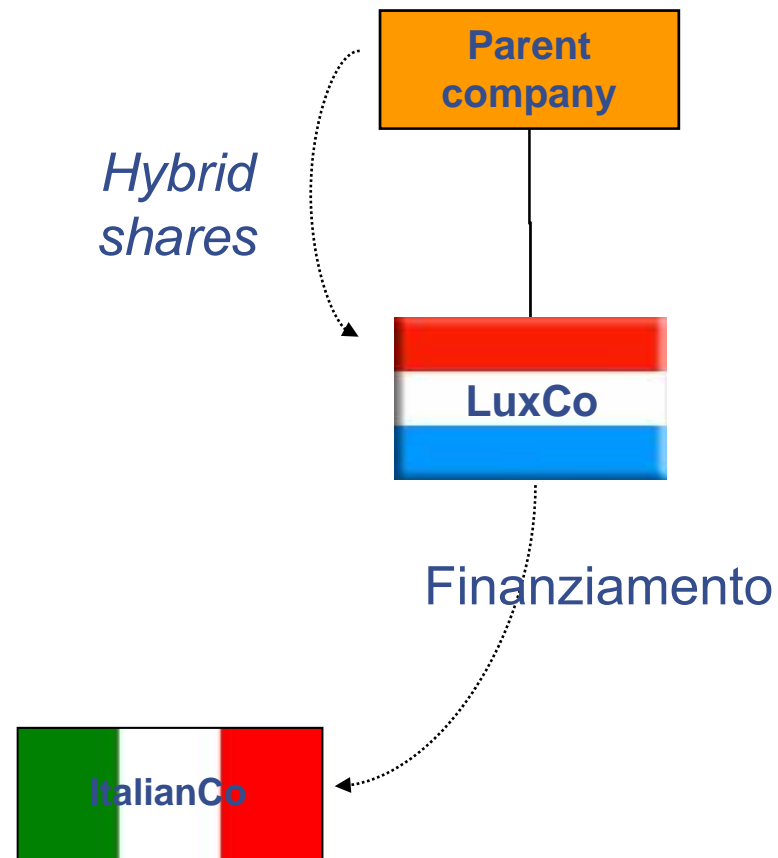 Parent
company
Hybrid
shares
LuxCo
Finanziamento
ItalianCo